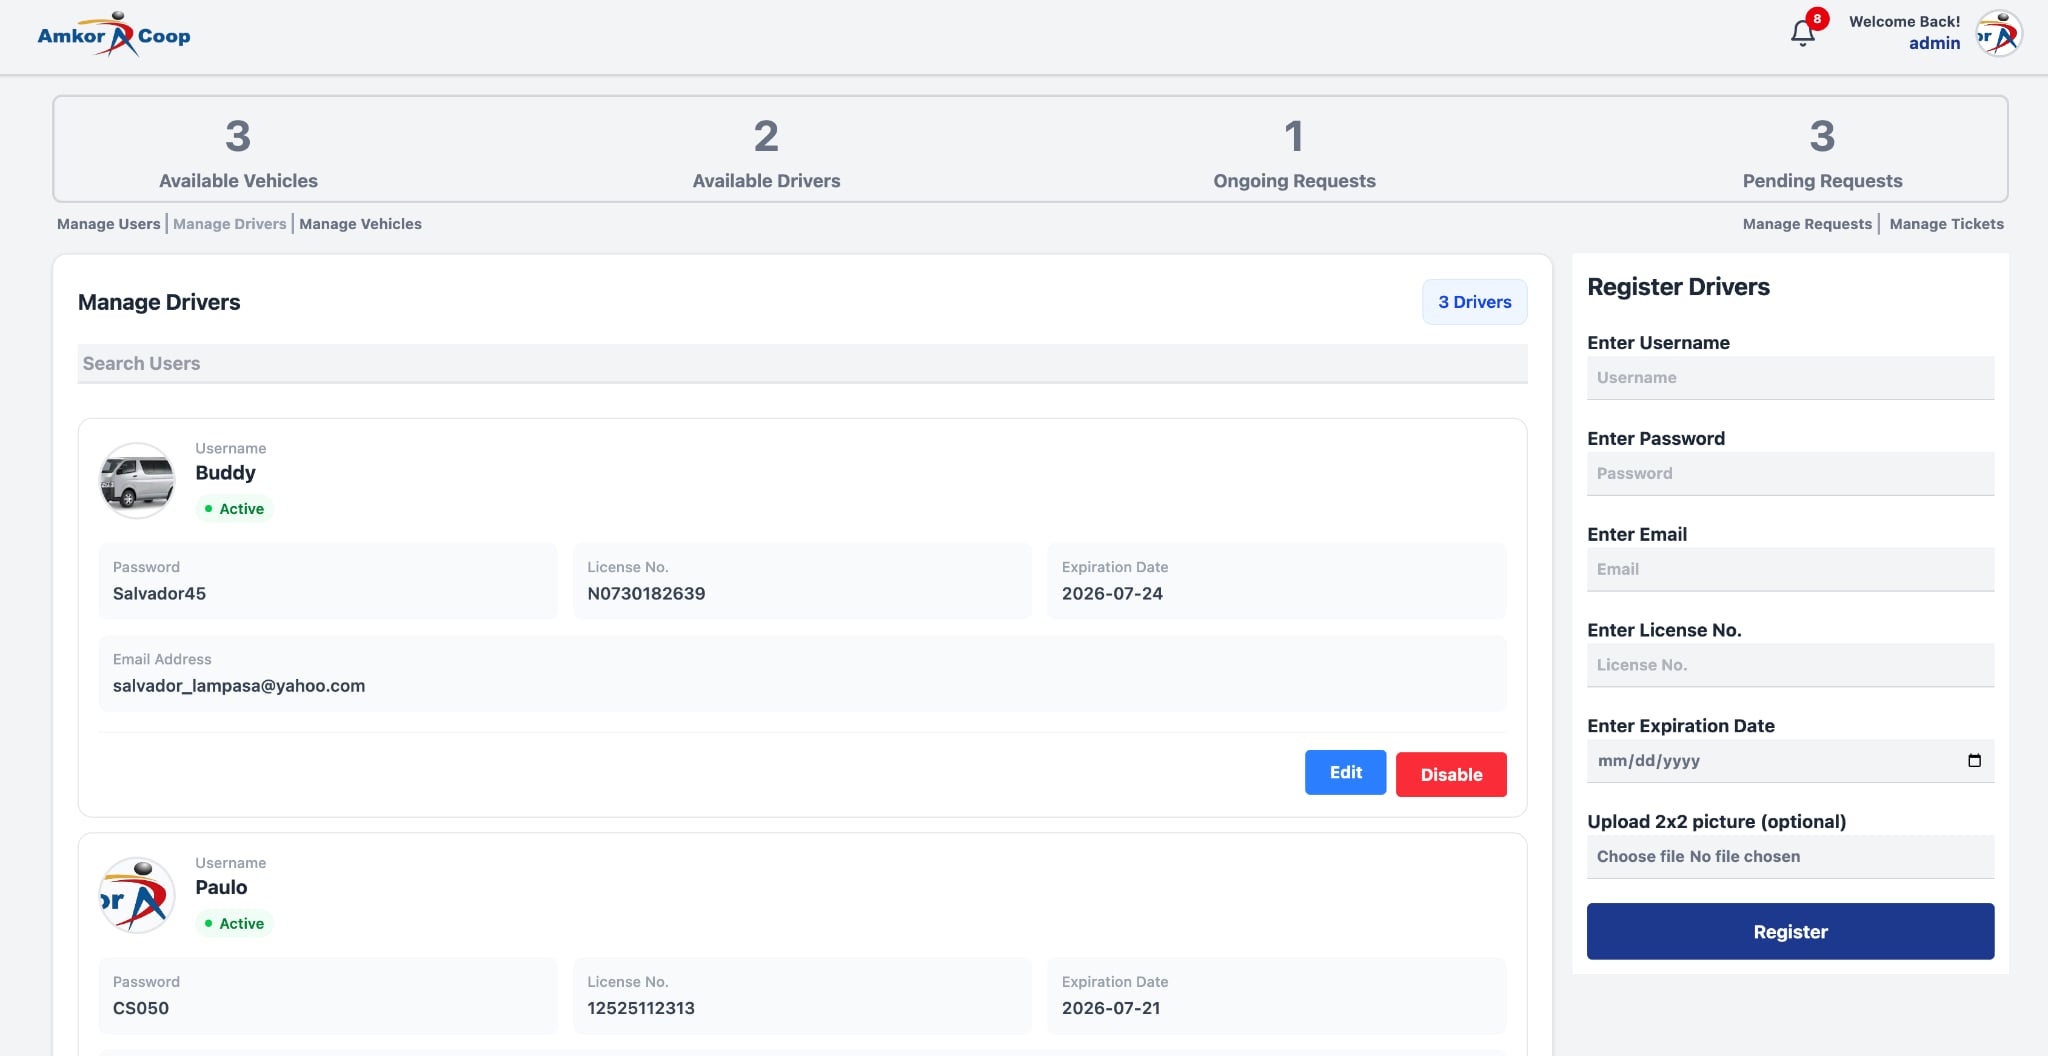 Amkor Coop
8
Welcome Back!
admin
3
Available Vehicles
2
Available Drivers
1
Ongoing Requests
3
Pending Requests
Manage Users | Manage Drivers | Manage Vehicles
Manage Requests | Manage Tickets
Manage Drivers
3 Drivers
Search Users
Username
Buddy
Active
Password
Salvador45
License No.
N0730182639
Expiration Date
2026-07-24
Email Address
salvador_lampasa@yahoo.com
Edit
Disable
Username
Paulo
Active
Password
CS050
License No.
12525112313
Expiration Date
2026-07-21
Register Drivers
Enter Username
Username
Enter Password
Password
Enter Email
Email
Enter License No.
License No.
Enter Expiration Date
mm/dd/yyyy
Upload 2x2 picture (optional)
Choose file No file chosen
Register